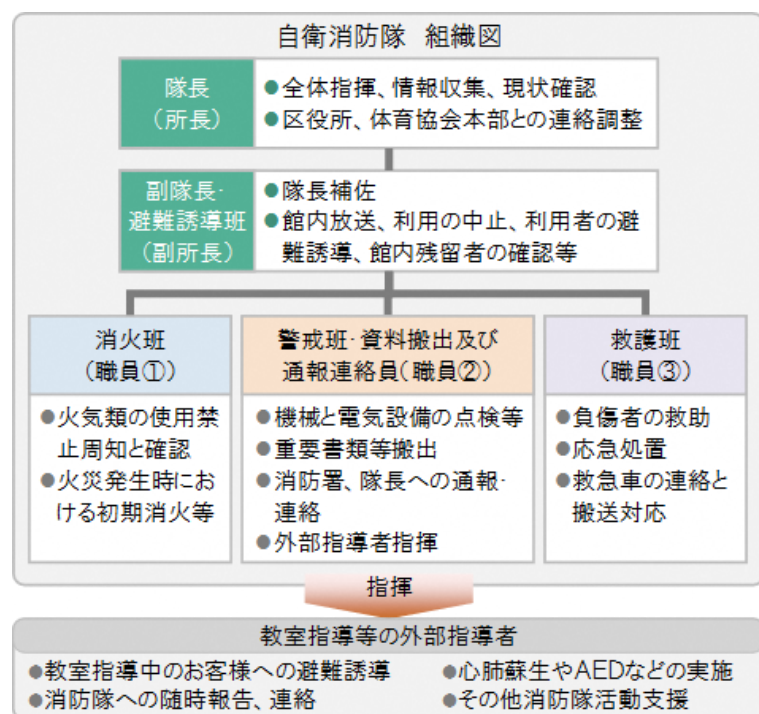 自衛消防隊 組織図
隊長
(所長)
●全体指揮、情報収集、現状確認
●区役所、体育協会本部との連絡調整
副隊長・
避難誘導班
(副所長)
●隊長補佐
●館内放送、利用の中止、利用者の避
難誘導、館内残留者の確認等
消火班
(職員①)
●火気類の使用禁
止周知と確認
●火災発生時にお
ける初期消火等
警戒班・資料搬出及び
通報連絡員(職員②)
●機械と電気設備の点検等
●重要書類等搬出
●消防署、隊長への通報・
連絡
●外部指導者指揮
救護班
(職員③)
●負傷者の救助
●応急処置
●救急車の連絡と
搬送対応
指揮
教室指導等の外部指導者
●教室指導中のお客様への避難誘導
●消防隊への随時報告、連絡
●心肺蘇生やAEDなどの実施
●その他消防隊活動支援